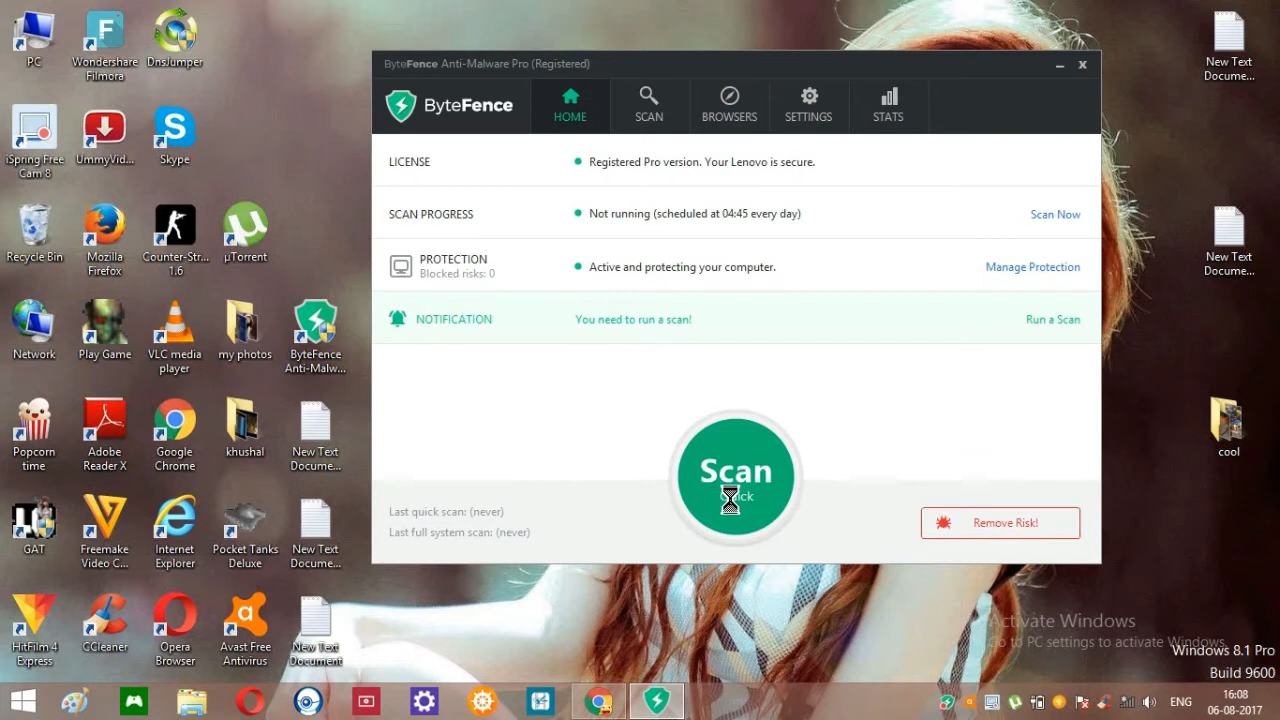 PC
Wondershare
Filmora
DnsJumper
iSpring Free
Cam 8
UmmyVid...
Skype
Recycle Bin
Mozilla
Firefox
Counter-Str...
1.6
µTorrent
Network
Play Game
VLC media
player
my photos
ByteFence
Anti-Malw...
Popcorn
time
Adobe
Reader X
Google
Chrome
khushal
New Text
Docume...
GAT
Freemake
Video C...
Internet
Explorer
Pocket Tanks
Deluxe
New Text
Docume...
HitFilm 4
Express
CCleaner
Opera
Browser
Avast Free
Antivirus
New Text
Document
ByteFence Anti-Malware Pro (Registered)
ByteFence
HOME
SCAN
BROWSERS
SETTINGS
STATS
LICENSE
Registered Pro version. Your Lenovo is secure.
SCAN PROGRESS
Not running (scheduled at 04:45 every day)
Scan Now
PROTECTION
Blocked risks: 0
Active and protecting your computer.
Manage Protection
NOTIFICATION
You need to run a scan!
Run a Scan
Scan
Last quick scan: (never)
Last full system scan: (never)
Remove Risk!
New Text
Docume...
New Text
Docume...
cool
Activate Windows
Go to PC settings to activate Windows.
Windows 8.1 Pro
Build 9600
ENG
16:08
06-08-2017